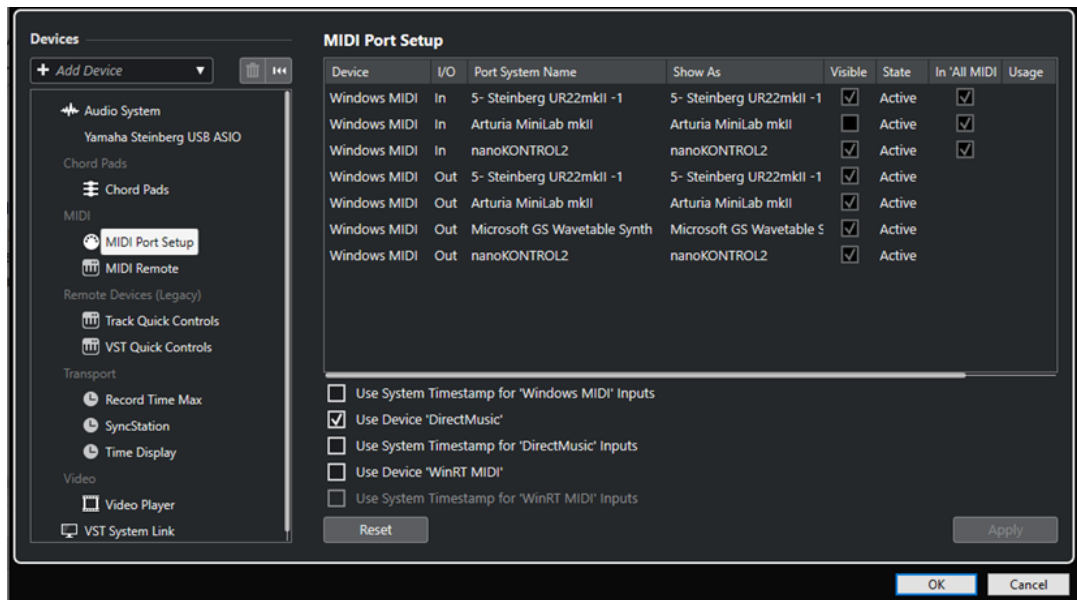 Devices
+ Add Device
Audio System
Yamaha Steinberg USB ASIO
Chord Pads
Chord Pads
MIDI
MIDI Port Setup
MIDI Remote
Remote Devices (Legacy)
Track Quick Controls
VST Quick Controls
Transport
Record Time Max
SyncStation
Time Display
Video
Video Player
VST System Link
MIDI Port Setup
Device I/O Port System Name Show As Visible State In 'All MIDI Usage
Windows MIDI In 5- Steinberg UR22mkII -1 5- Steinberg UR22mkII -1 Active
Windows MIDI In Arturia MiniLab mkII Arturia MiniLab mkII Active
Windows MIDI In nanoKONTROL2 nanoKONTROL2 Active
Windows MIDI Out 5- Steinberg UR22mkII -1 5- Steinberg UR22mkII -1 Active
Windows MIDI Out Arturia MiniLab mkII Arturia MiniLab mkII Active
Windows MIDI Out Microsoft GS Wavetable Synth Microsoft GS Wavetable S Active
Windows MIDI Out nanoKONTROL2 nanoKONTROL2 Active
Use System Timestamp for 'Windows MIDI' Inputs
Use Device 'DirectMusic'
Use System Timestamp for 'DirectMusic' Inputs
Use Device 'WinRT MIDI'
Use System Timestamp for 'WinRT MIDI' Inputs
Reset Apply
OK Cancel